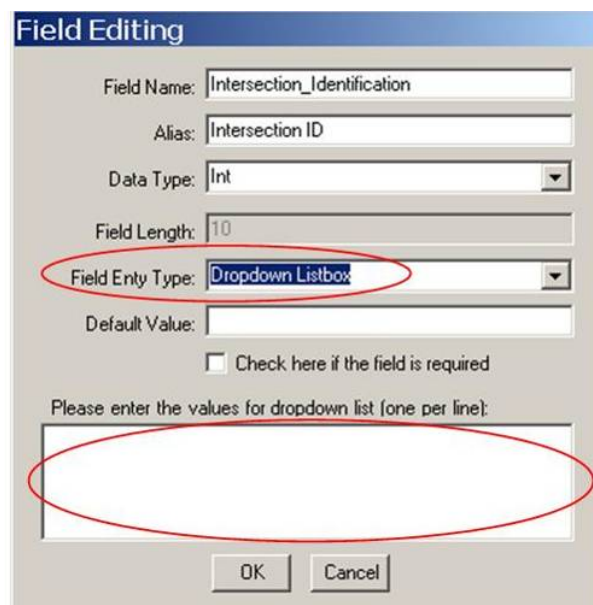 Field Editing
Field Name: Intersection_Identification
Alias: Intersection ID
Data Type: Int
Field Length: 10
Field Enty Type: Dropdown Listbox
Default Value:
Check here if the field is required
Please enter the values for dropdown list (one per line):
OK Cancel